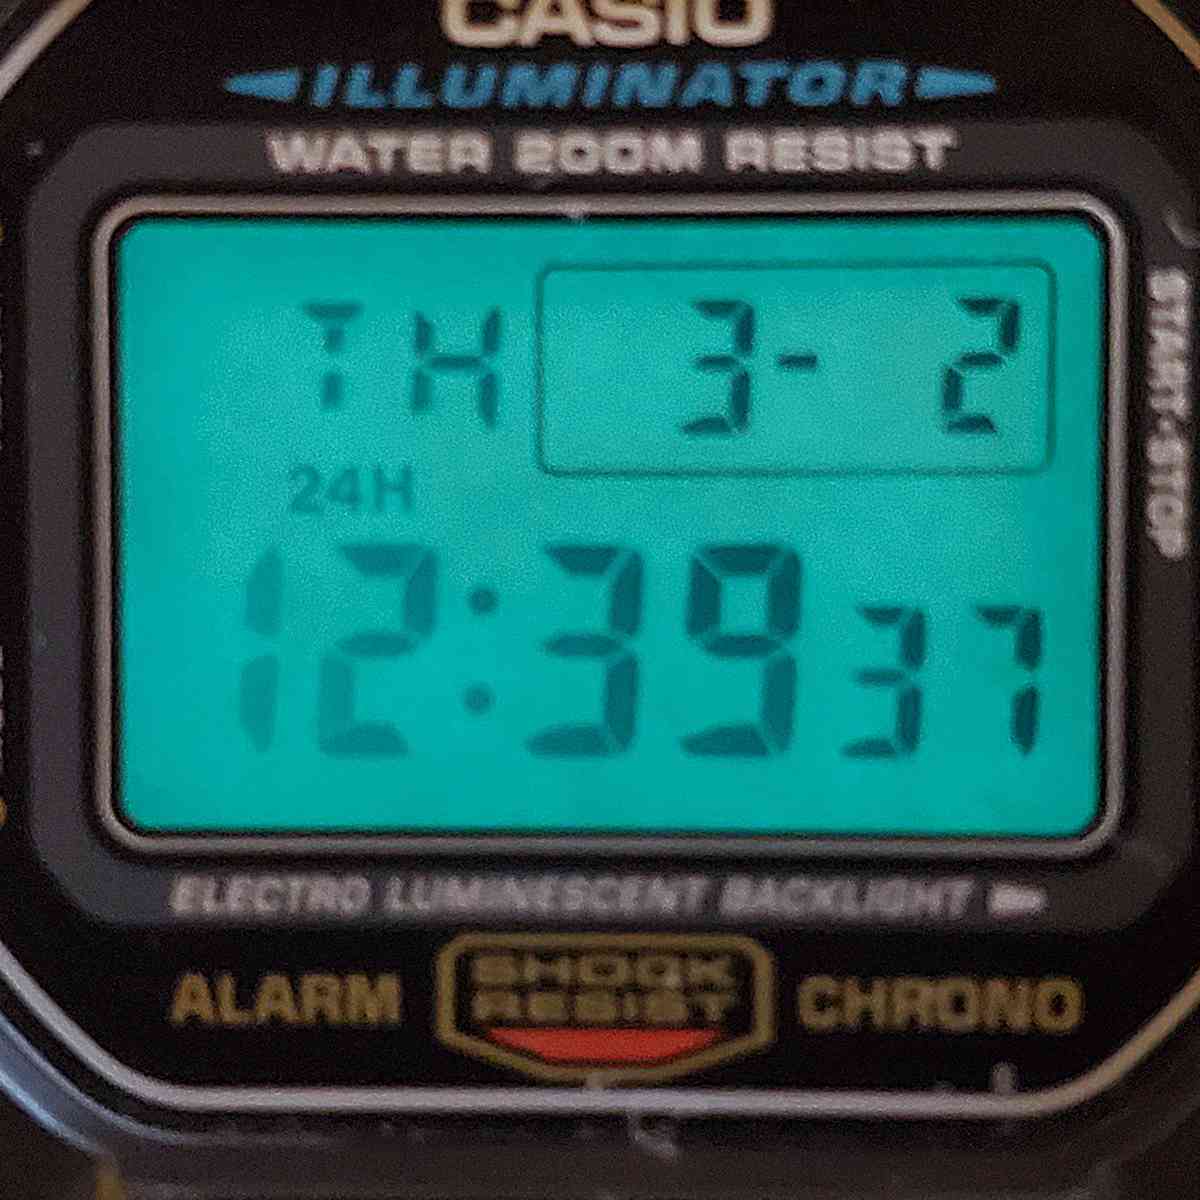 CASIO
ILLUMINATOR
WATER 200M RESIST
TH 3- 2
24H
12:39 37
START·STOP
ELECTRO LUMINESCENT BACKLIGHT
ALARM SHOCK RESIST CHRONO